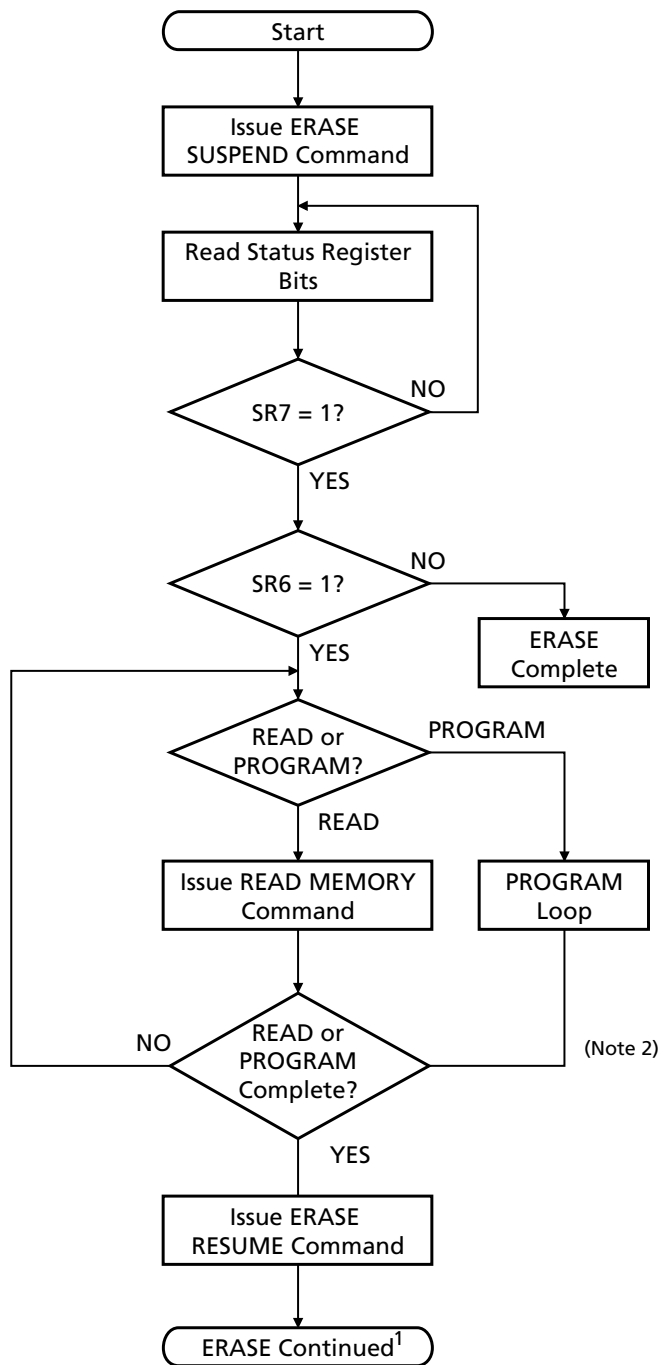 Start
Issue ERASE
SUSPEND Command
Read Status Register
Bits
NO
SR7 = 1?
YES
NO
SR6 = 1?
YES
ERASE
Complete
READ or
PROGRAM?
PROGRAM
READ
Issue READ MEMORY
Command
PROGRAM
Loop
NO
READ or
PROGRAM
Complete?
(Note 2)
YES
Issue ERASE
RESUME Command
ERASE Continued¹